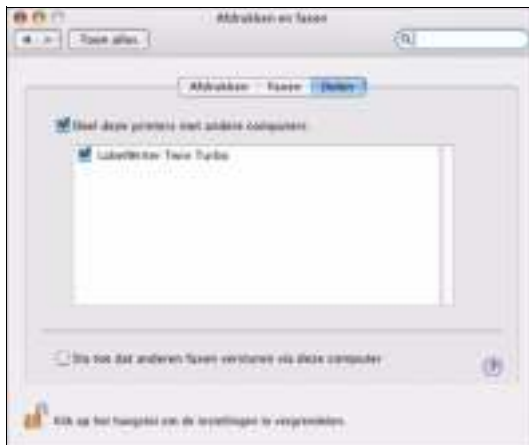 Afdrukken en faxen
Toon alles
Afdrukken Faxen Delen
Deel deze printers met andere computers:
LabelWriter Twin Turbo
Sta toe dat anderen faxen versturen via deze computer
?
Klik op het hangslot om de instellingen te vergrendelen.